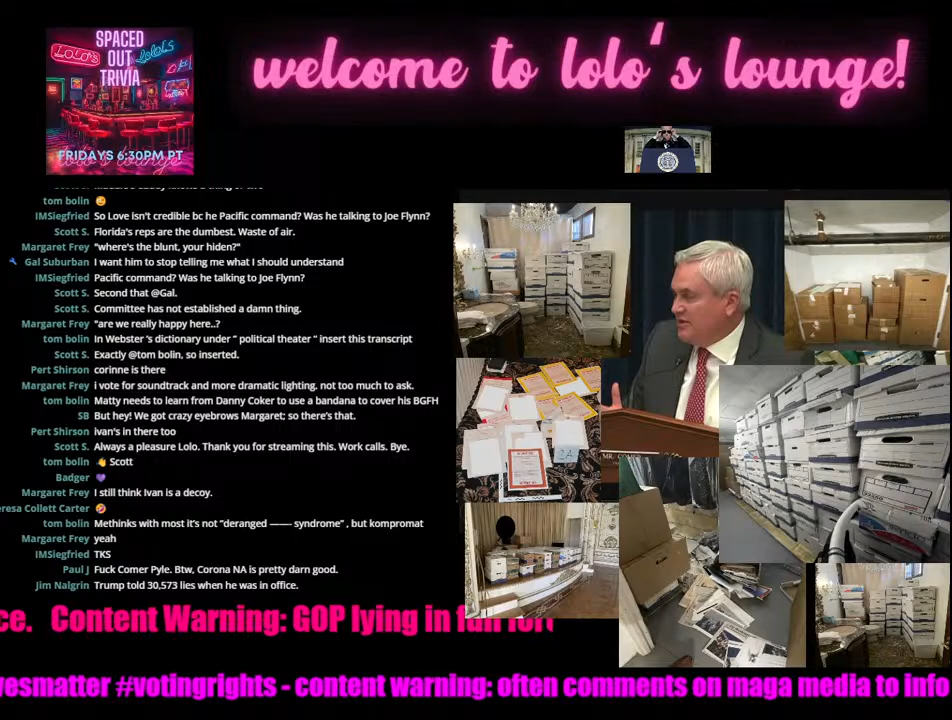 SPACED
OUT
TRIVIA
LOLO'S
FRIDAYS 6:30PM PT
lolo's lounge
welcome to lolo's lounge!
tom bolin 😄
IMSiegfried So Love isn't credible bc he Pacific command? Was he talking to Joe Flynn?
Scott S. Florida's reps are the dumbest. Waste of air.
Margaret Frey "where's the blunt, your hiden?"
Gal Suburban I want him to stop telling me what I should understand
IMSiegfried Pacific command? Was he talking to Joe Flynn?
Scott S. Second that @Gal.
Scott S. Committee has not established a damn thing.
Margaret Frey "are we really happy here..?
tom bolin In Webster 's dictionary under " political theater " insert this transcript
Scott S. Exactly @tom bolin, so inserted.
Pert Shirson corinne is there
Margaret Frey i vote for soundtrack and more dramatic lighting. not too much to ask.
tom bolin Matty needs to learn from Danny Coker to use a bandana to cover his BGFH
SB But hey! We got crazy eyebrows Margaret; so there's that.
Pert Shirson ivan's in there too
Scott S. Always a pleasure Lolo. Thank you for streaming this. Work calls. Bye.
tom bolin 👋 Scott
Badger 💜
Margaret Frey I still think Ivan is a decoy.
eresa Collett Carter 🤣
tom bolin Methinks with most it's not "deranged —— syndrome" , but kompromat
Margaret Frey yeah
IMSiegfried TKS
Paul J Fuck Comer Pyle. Btw, Corona NA is pretty darn good.
Jim Nalgrin Trump told 30,573 lies when he was in office.
ce. Content Warning: GOP lying in full
vesmatter #votingrights - content warning: often comments on maga media to info
2A